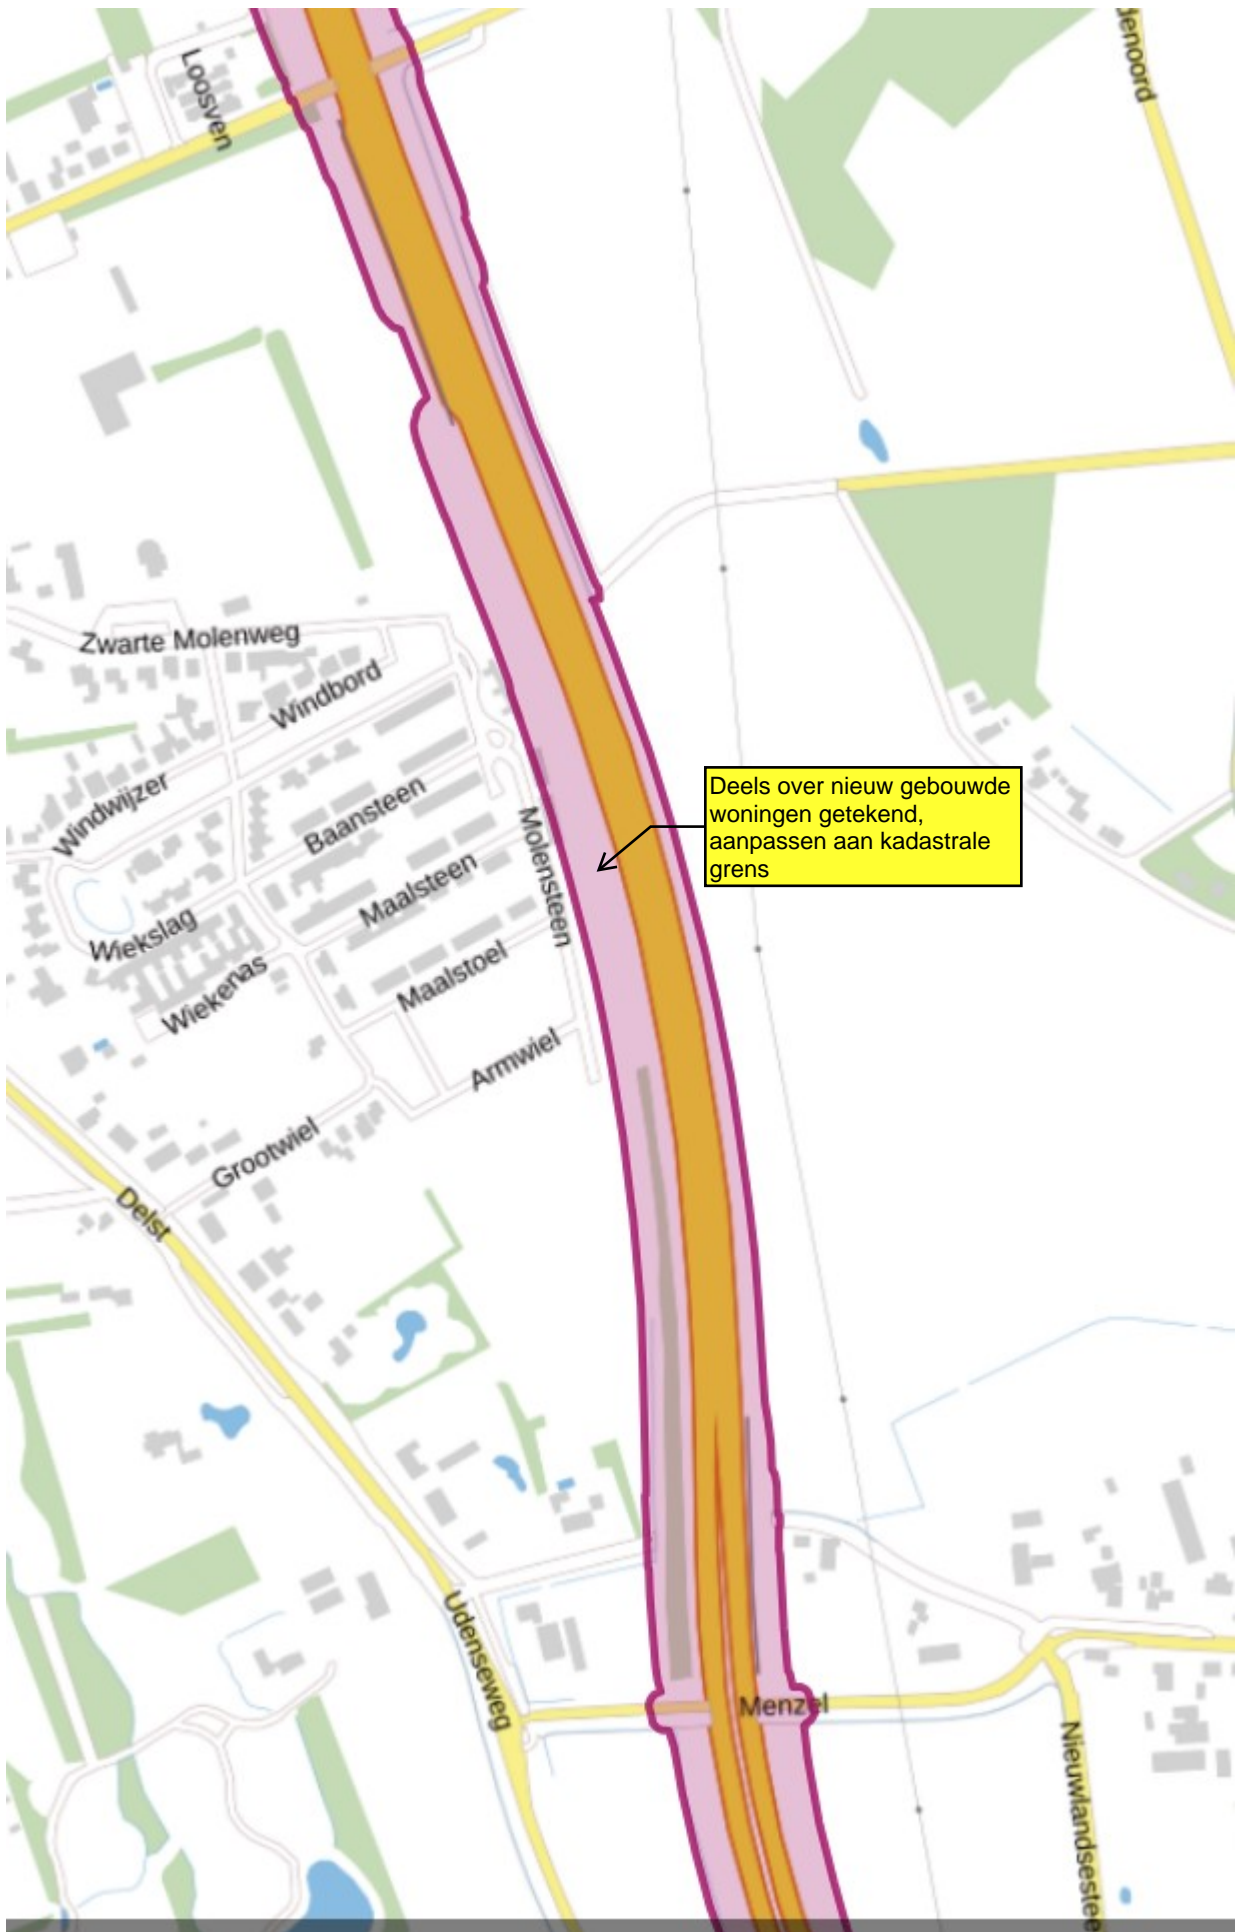 denoord
Loosven
Zwarte Molenweg
Windbord
Deels over nieuw gebouwde
woningen getekend,
aanpassen aan kadastrale
grens
Windwijzer
Baansteen
Molensteen
Maalsteen
Wiekslag
Maalstoel
Wiekenas
Armwiel
Grootwiel
Delst
Udenseweg
Menzel
Nieuwlandsestee